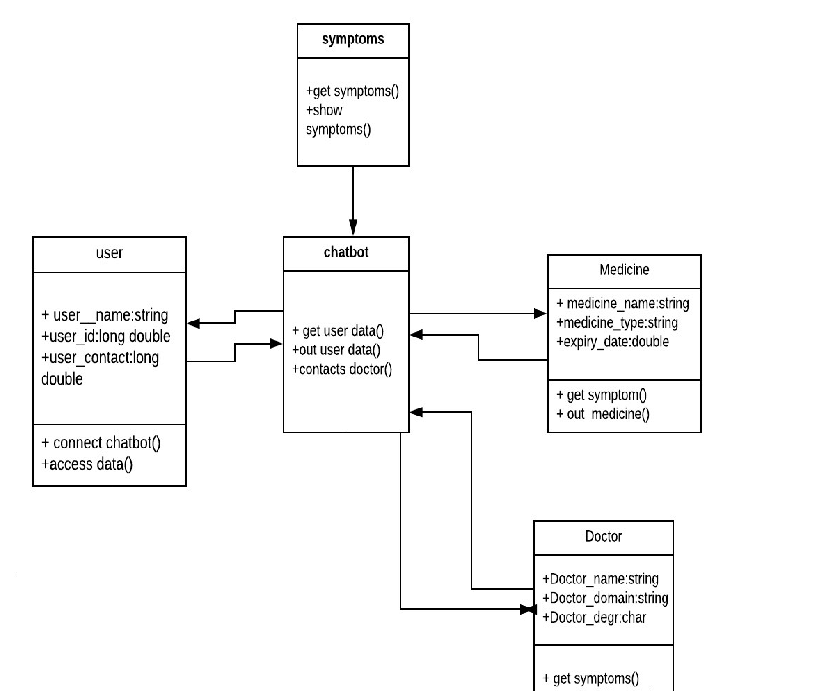 symptoms
+get symptoms()
+show
symptoms()
user
+ user__name:string
+user_id:long double
+user_contact:long
double
+ connect chatbot()
+access data()
chatbot
+ get user data()
+out user data()
+contacts doctor()
Medicine
+ medicine_name:string
+medicine_type:string
+expiry_date:double
+ get symptom()
+ out  medicine()
Doctor
+Doctor_name:string
+Doctor_domain:string
+Doctor_degr:char
+ get symptoms()